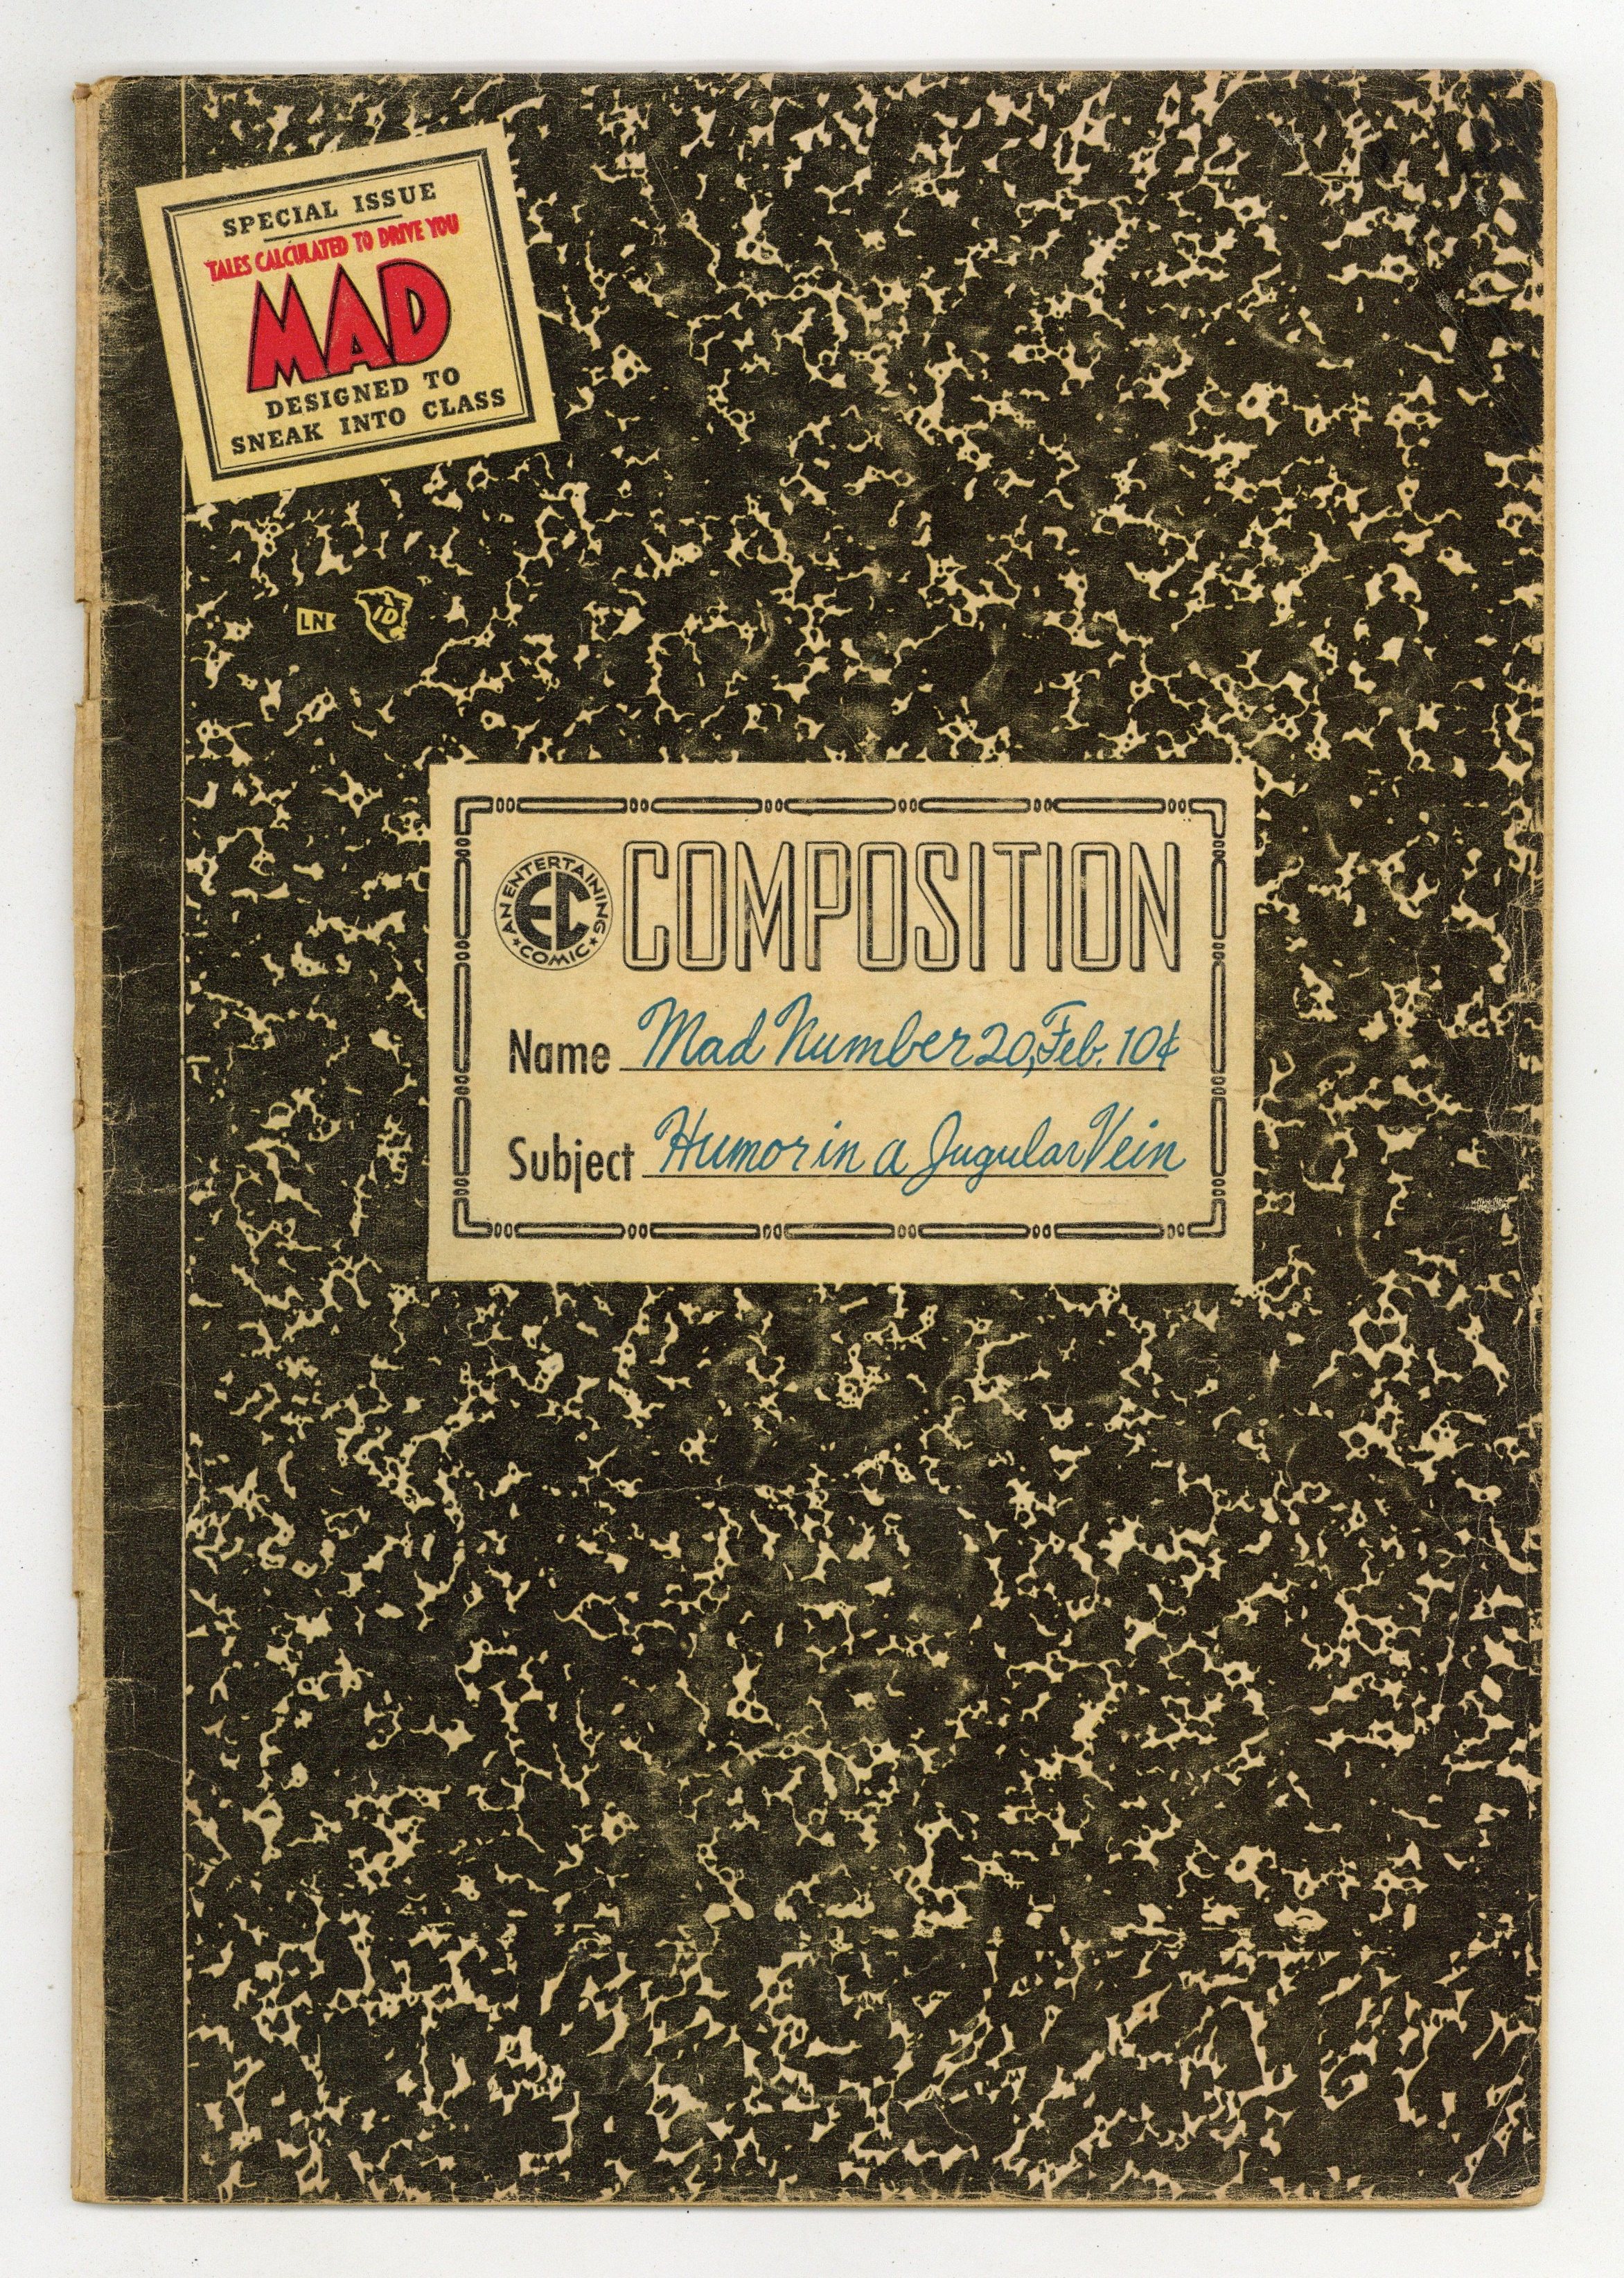 SPECIAL ISSUE
TALES CALCULATED TO DRIVE YOU
MAD
DESIGNED TO
SNEAK INTO CLASS
LN
10¢
AN ENTERTAINING
EC
COMIC
COMPOSITION
Name Mad Number 20, Feb. 10¢
Subject Humor in a Jugular Vein